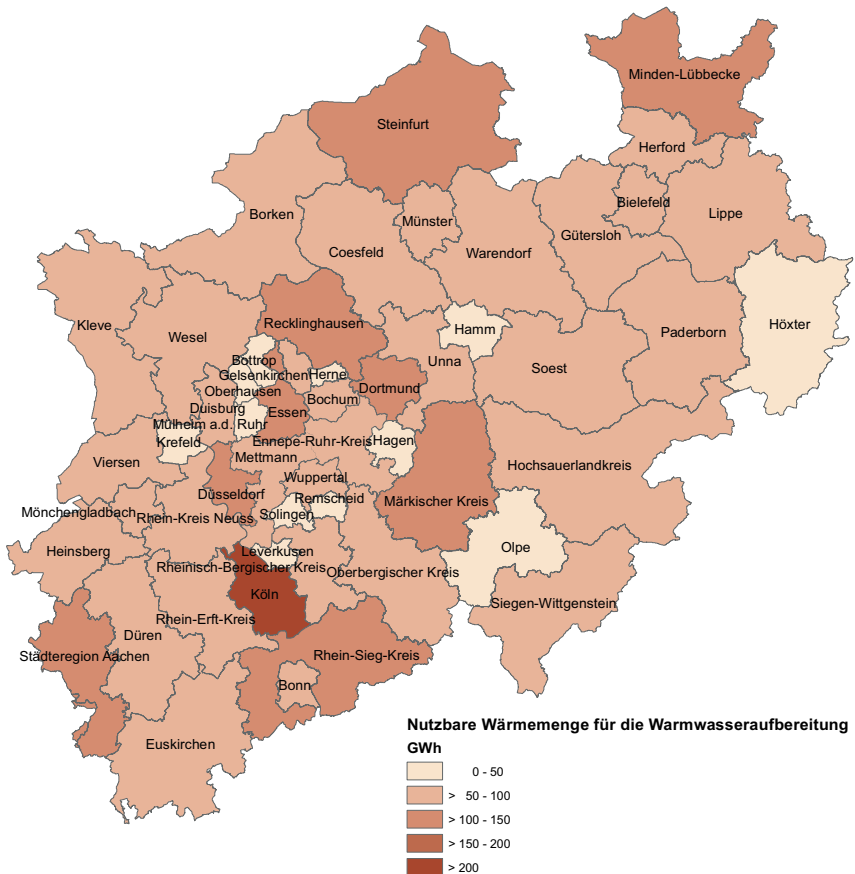 Minden-Lübbecke
Steinfurt
Herford
Bielefeld
Lippe
Borken
Münster
Gütersloh
Coesfeld
Warendorf
Kleve
Recklinghausen
Hamm
Höxter
Wesel
Paderborn
Bottrop
Unna
Soest
Gelsenkirchen
Herne
Dortmund
Oberhausen
Bochum
Duisburg
Essen
Mülheim a.d. Ruhr
Krefeld
Ennepe-Ruhr-Kreis
Hagen
Mettmann
Viersen
Hochsauerlandkreis
Wuppertal
Düsseldorf
Remscheid
Märkischer Kreis
Mönchengladbach
Solingen
Rhein-Kreis Neuss
Heinsberg
Leverkusen
Olpe
Rheinisch-Bergischer Kreis
Oberbergischer Kreis
Köln
Siegen-Wittgenstein
Rhein-Erft-Kreis
Düren
Städteregion Aachen
Rhein-Sieg-Kreis
Bonn
Euskirchen
Nutzbare Wärmemenge für die Warmwasseraufbereitung
GWh
0 - 50
> 50 - 100
> 100 - 150
> 150 - 200
> 200